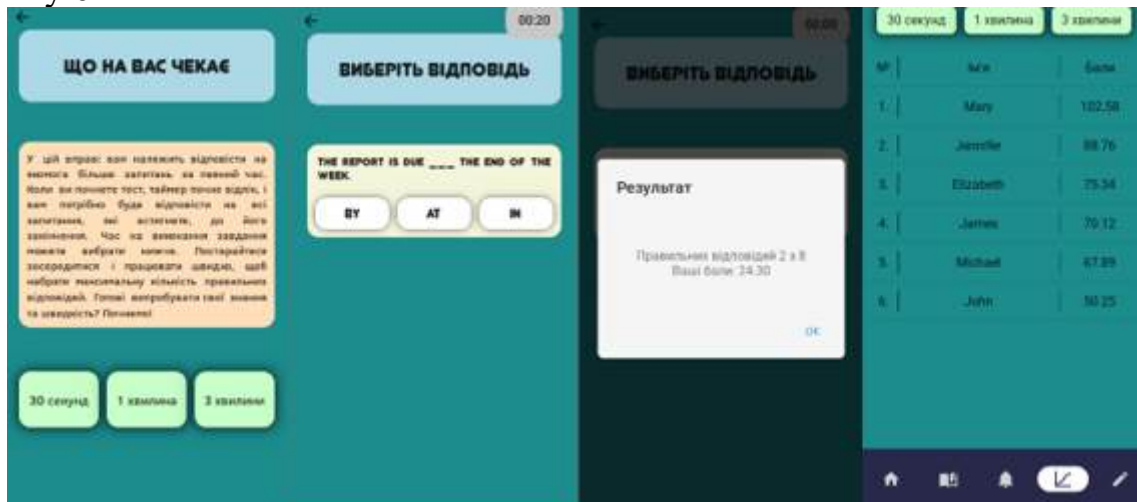 ЩО НА ВАС ЧЕКАЄ
У цій вправі вам належить відповісти на
якомога більше запитань за певний час.
Коли ви почнете тест, таймер почне відлік, і
вам потрібно буде відповісти на всі
запитання, які встигнете, до його
закінчення. Час на виконання завдання
можете вибрати нижче. Постарайтеся
зосередитися і працювати швидко, щоб
набрати максимальну кількість правильних
відповідей. Готові випробувати свої знання
та швидкість? Починаємо!
30 секунд
1 хвилина
3 хвилини
00:20
ВИБЕРІТЬ ВІДПОВІДЬ
THE REPORT IS DUE ___ THE END OF THE
WEEK.
BY
AT
IN
00:00
ВИБЕРІТЬ ВІДПОВІДЬ
Результат
Правильних відповідей 2 з 8
Ваші бали: 24.30
OK
30 секунд
1 хвилина
3 хвилини
№ Ім'я Бали
1. Mary 102.58
2. Jennifer 88.76
3. Elizabeth 75.34
4. James 70.12
5. Michael 67.89
6. John 50.25